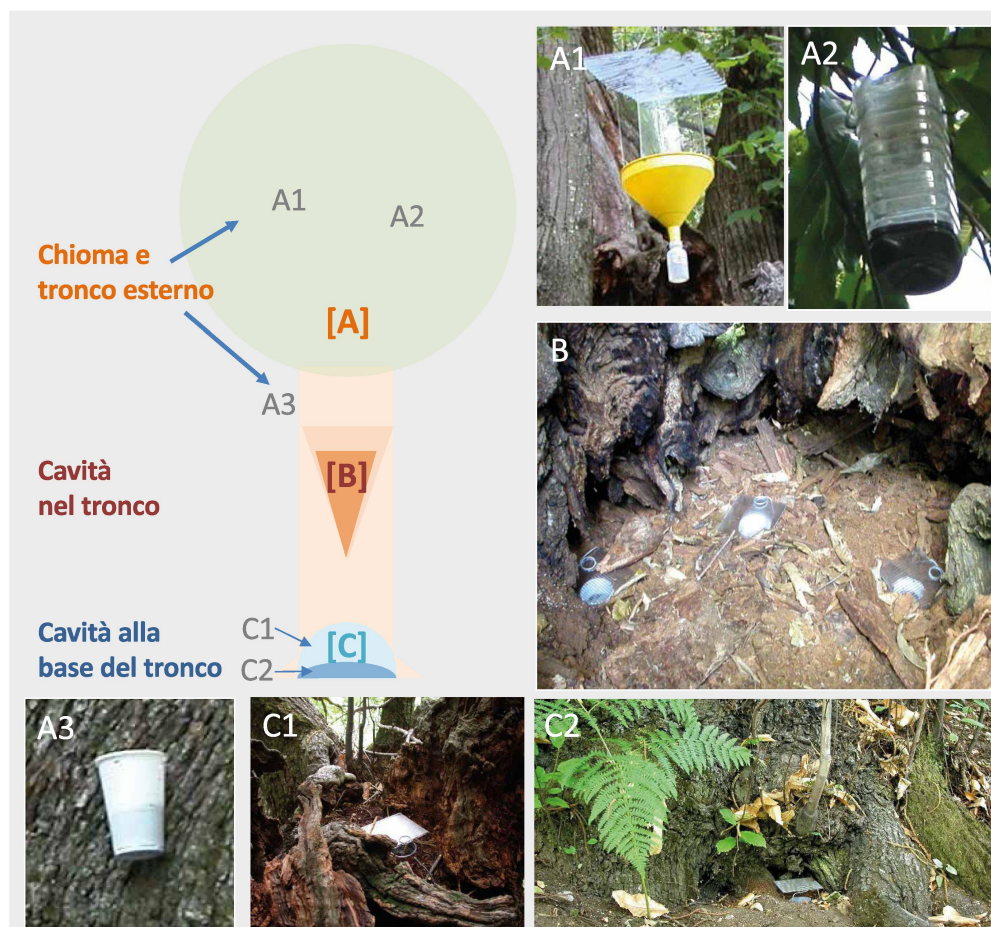 A1
A2
A1
A2
Chioma e
tronco esterno
[A]
A3
B
Cavità
nel tronco
[B]
Cavità alla
base del tronco
C1
[C]
C2
A3
C1
C2